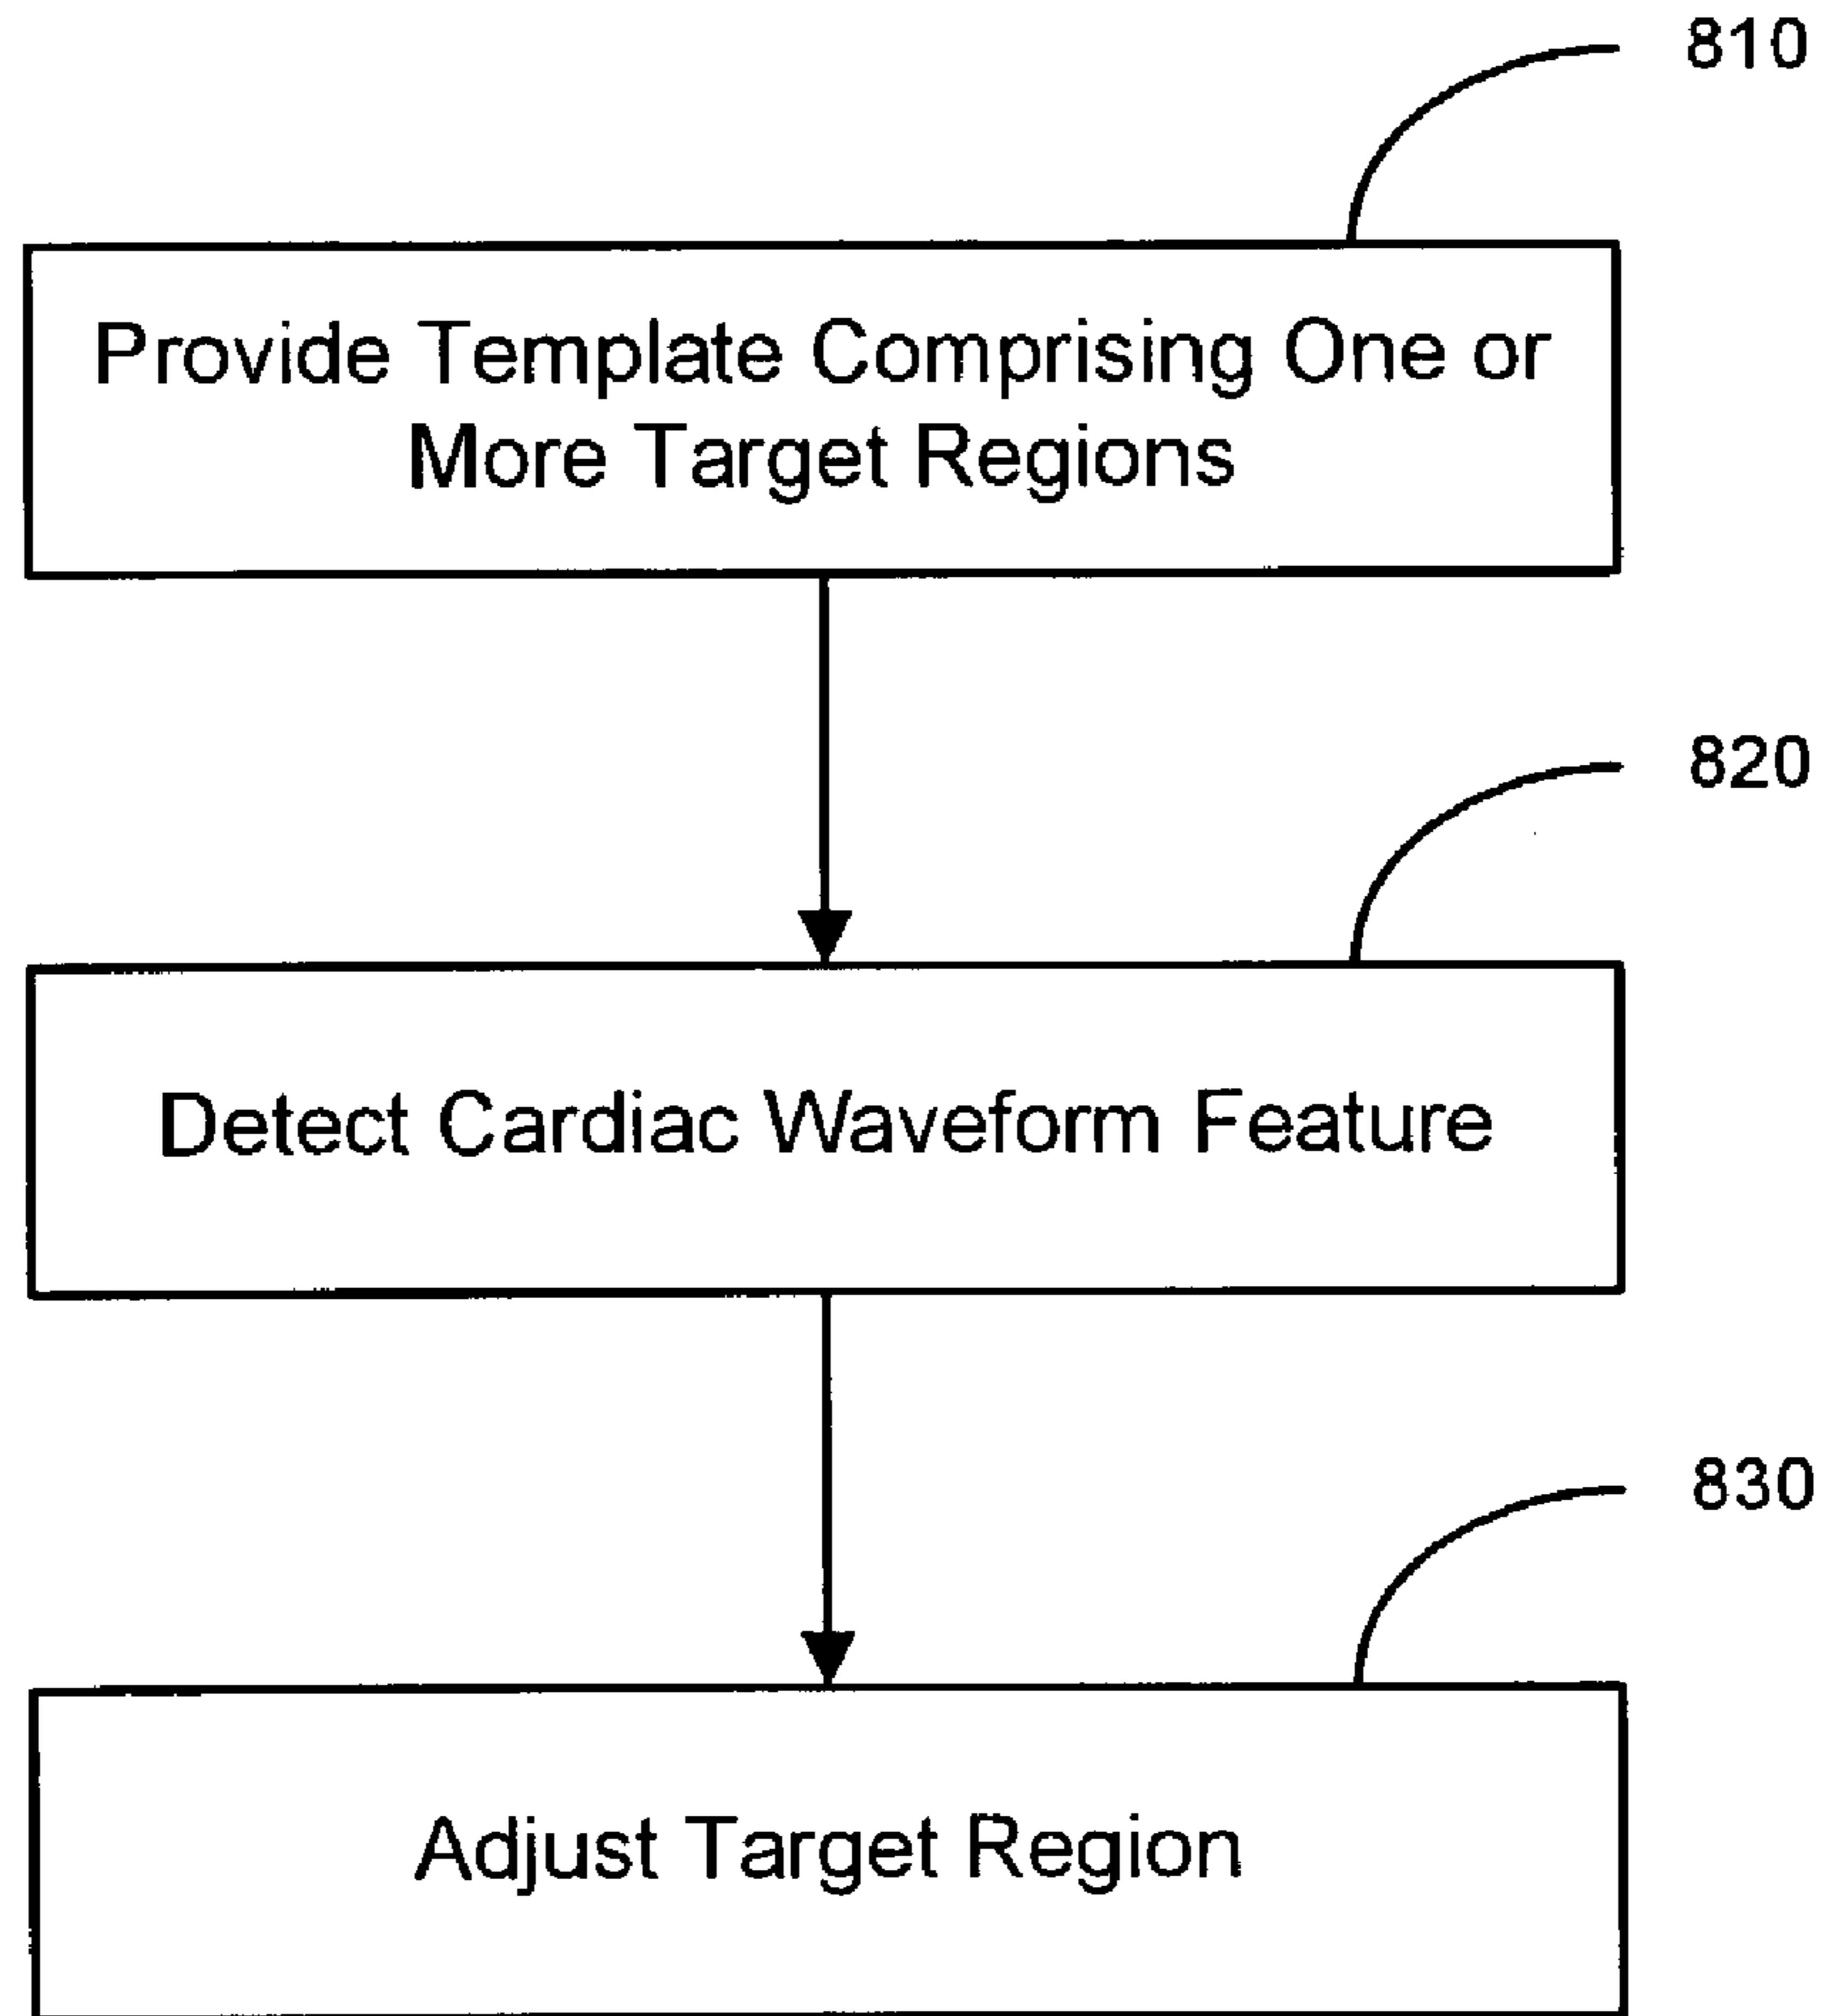 810
Provide Template Comprising One or
More Target Regions
820
Detect Cardiac Waveform Feature
830
Adjust Target Region